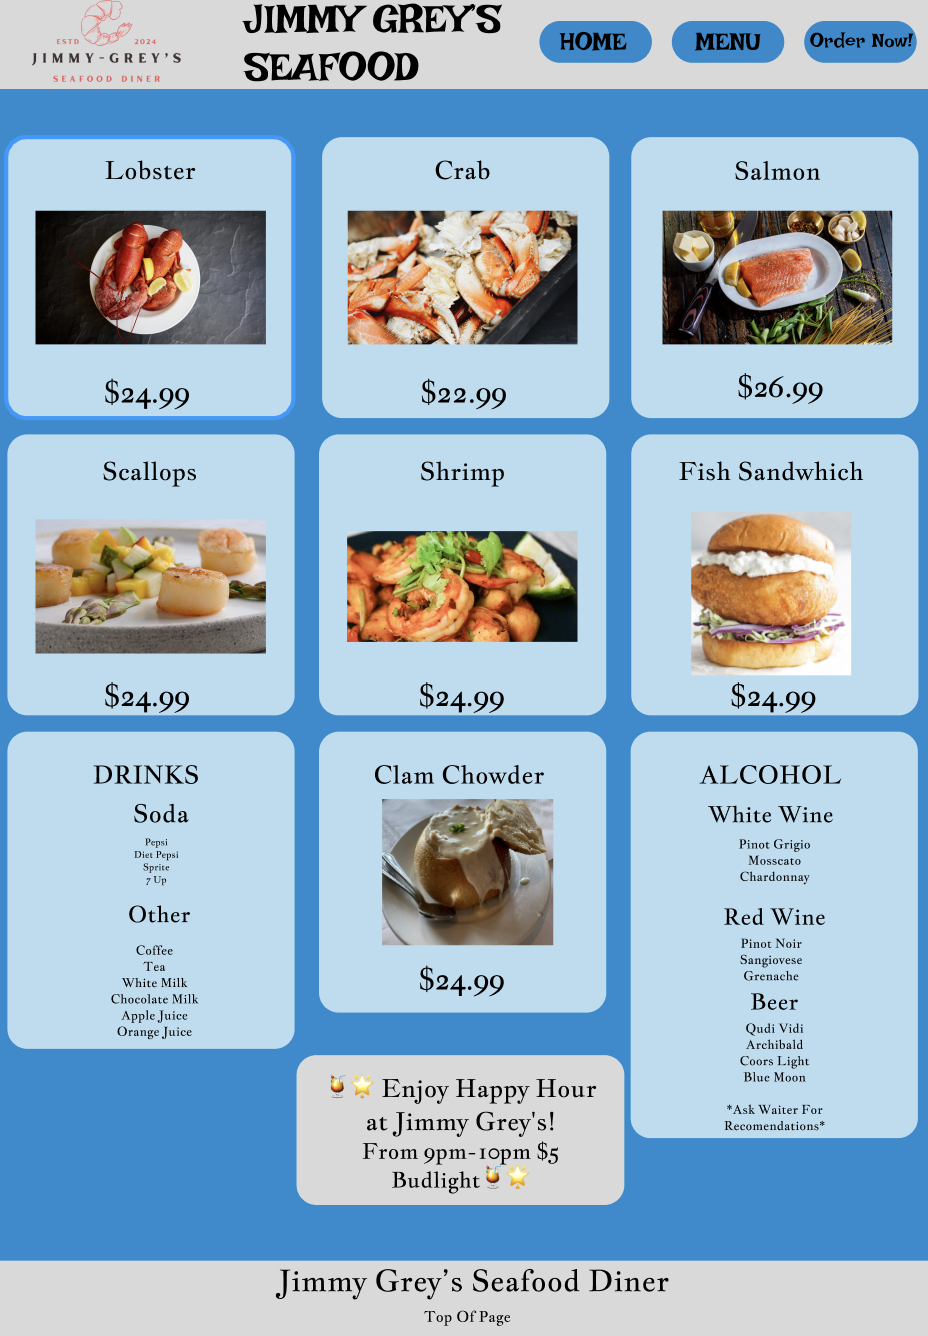 ESTD 2024
JIMMY-GREY'S
SEAFOOD DINER
JIMMY GREY'S
SEAFOOD
HOME
MENU
Order Now!
Lobster
$24.99
Crab
$22.99
Salmon
$26.99
Scallops
$24.99
Shrimp
$24.99
Fish Sandwhich
$24.99
DRINKS
Soda
Pepsi
Diet Pepsi
Sprite
7 Up
Other
Coffee
Tea
White Milk
Chocolate Milk
Apple Juice
Orange Juice
Clam Chowder
$24.99
ALCOHOL
White Wine
Pinot Grigio
Mosscato
Chardonnay
Red Wine
Pinot Noir
Sangiovese
Grenache
Beer
Qudi Vidi
Archibald
Coors Light
Blue Moon
*Ask Waiter For
Recomendations*
🍹🌟 Enjoy Happy Hour
at Jimmy Grey's!
From 9pm-10pm $5
Budlight🍹🌟
Jimmy Grey’s Seafood Diner
Top Of Page